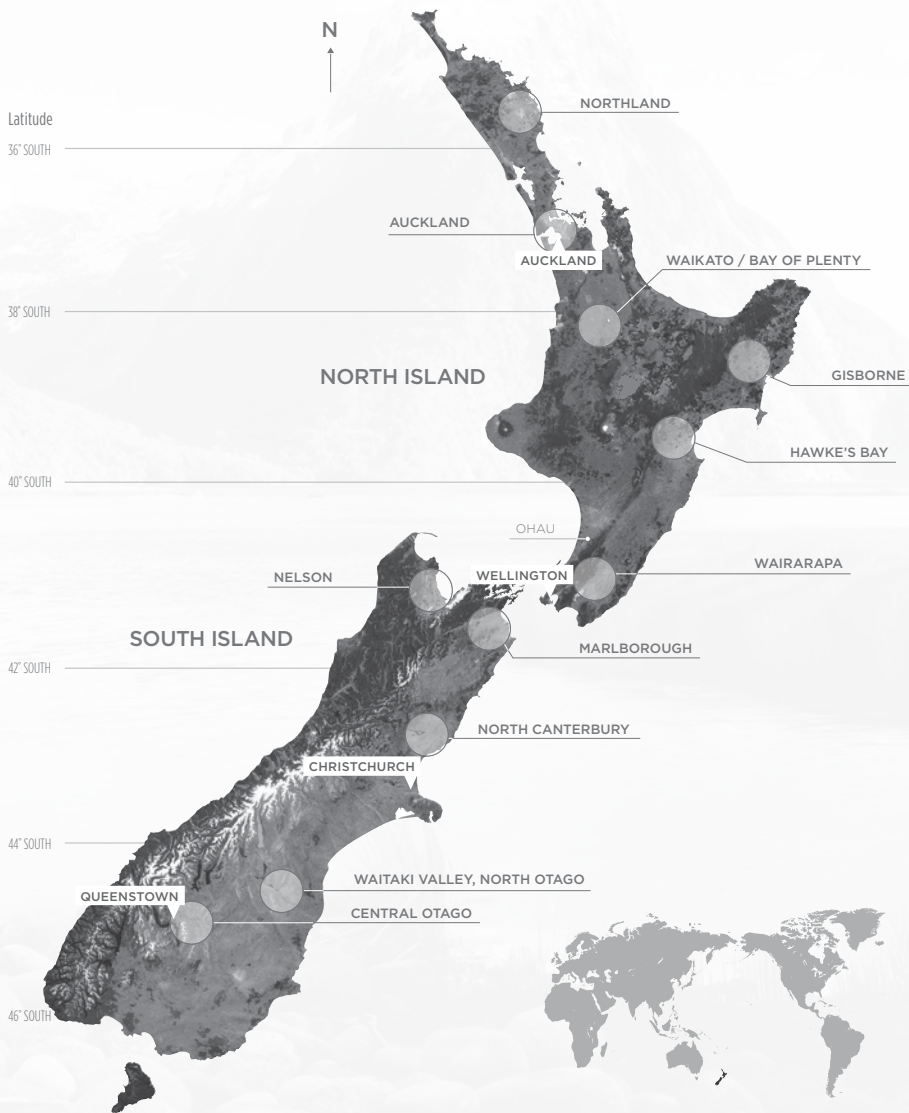 N
NORTHLAND
Latitude
36° SOUTH
AUCKLAND
AUCKLAND
WAIKATO / BAY OF PLENTY
38° SOUTH
NORTH ISLAND
GISBORNE
HAWKE'S BAY
40° SOUTH
OHAU
WAIRARAPA
WELLINGTON
NELSON
SOUTH ISLAND
MARLBOROUGH
42° SOUTH
NORTH CANTERBURY
CHRISTCHURCH
44° SOUTH
WAITAKI VALLEY, NORTH OTAGO
QUEENSTOWN
CENTRAL OTAGO
46° SOUTH